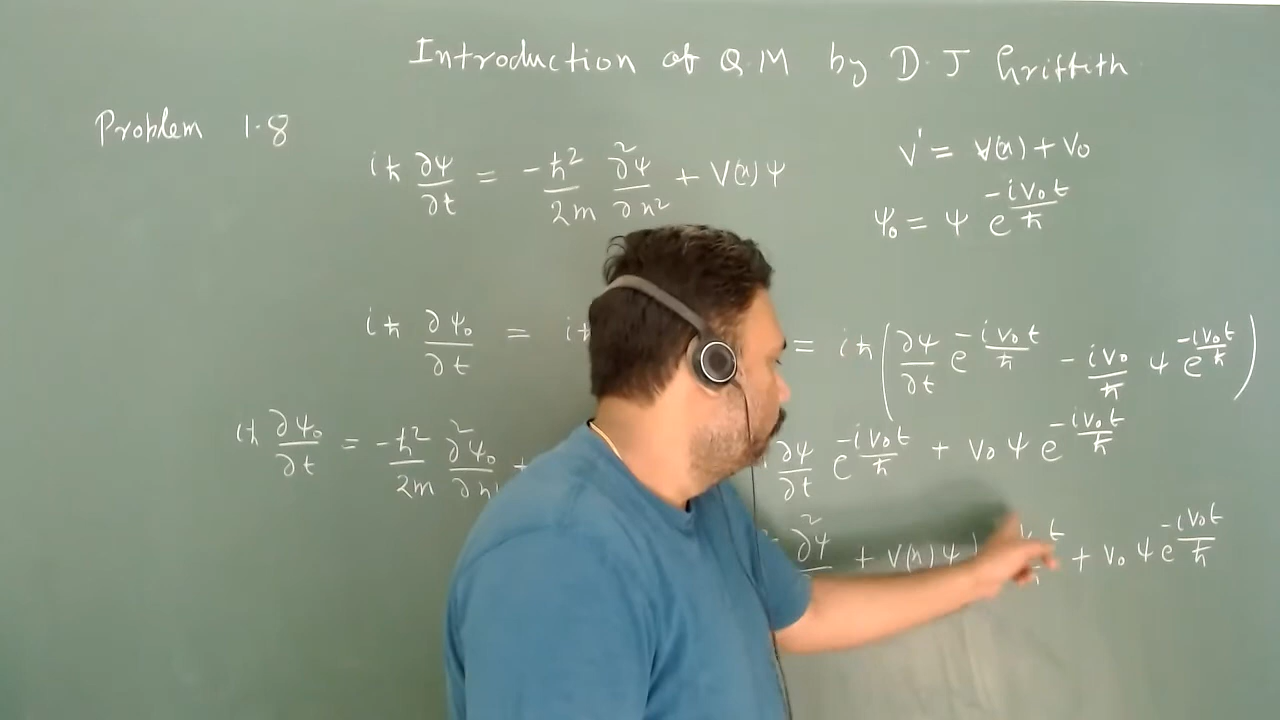 Introduction of Q.M by D.J Griffith
Problem 1.8
iħ ∂ψ/∂t = -ħ²/2m ∂²ψ/∂x² + V(x)ψ
V' = V(x) + V₀
ψ₀ = ψ e^(-iV₀t/ħ)
iħ ∂ψ₀/∂t = iħ = iħ(∂ψ/∂t e^(-iV₀t/ħ) - iV₀/ħ ψ e^(-iV₀t/ħ))
iħ ∂ψ₀/∂t = -ħ²/2m ∂²ψ₀/∂x² + ∂ψ/∂t e^(-iV₀t/ħ) + V₀ψ e^(-iV₀t/ħ)
∂²ψ + V(x)ψ + V₀ψ e^(-iV₀t/ħ)